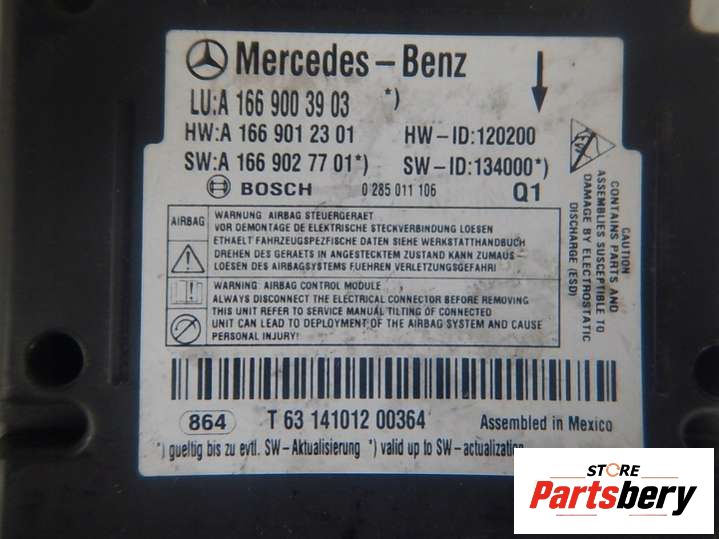 Mercedes-Benz
LU:A 166 900 39 03 *)
HW:A 166 901 23 01 HW-ID:120200
SW:A 166 902 77 01*) SW-ID:134000*)
BOSCH 0 285 011 106 Q1
AIRBAG
WARNUNG AIRBAG STEUERGERAET
VOR DEMONTAGE DE ELEKTRISCHE STECKVERBINDUNG LOESEN
ETHAELT FAHRZEUGSPEZFISCHE DATEN SIEHE WERKSTATTHANDBUCH
DREHEN DES GERAETS IN ANGESTECKTEM ZUSTAND KANN ZUMAUS-
LOESEN DES AIRBAGSYSTEMS FUEHREN VERLETZUNGSGEFAHR!
WARNING: AIRBAG CONTROL MODULE
ALWAYS DISCONNECT THE ELECTRICAL CONNECTOR BEFORE REMOVING
THIS UNIT REFER TO SERVICE MANUAL TILTING OF CONNECTED
UNIT CAN LEAD TO DEPLOYMENT OF THE AIRBAG SYSTEM AND CAUSE
PERSONAL INJURY!
CAUTION
CONTAINS PARTS AND
ASSEMBLIES SUSCEPTIBLE TO
DAMAGE BY ELECTROSTATIC
DISCHARGE (ESD)
864 T 63 141012 00364 Assembled in Mexico
*) gueltig bis zu evtl. SW-Aktualisierung *) valid up to SW-actualization
STORE
Partsbery